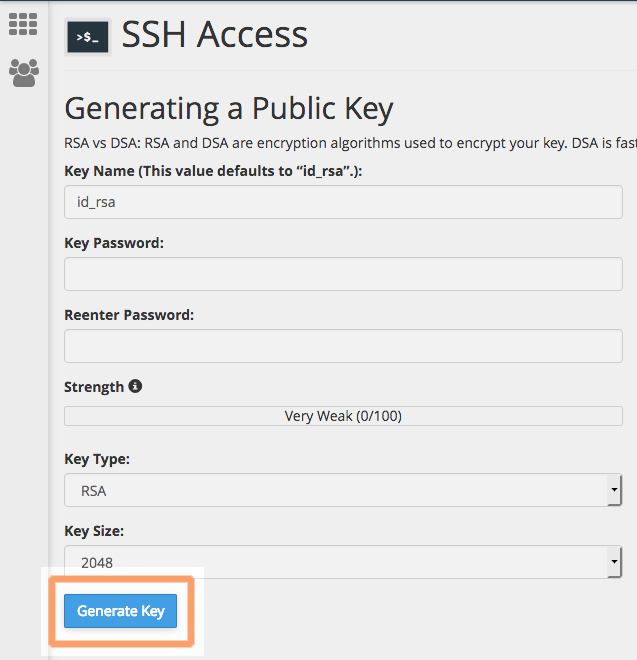 >$_ SSH Access
Generating a Public Key
RSA vs DSA: RSA and DSA are encryption algorithms used to encrypt your key. DSA is fast
Key Name (This value defaults to “id_rsa”.):
id_rsa
Key Password:
Reenter Password:
Strength i
Very Weak (0/100)
Key Type:
RSA
Key Size:
2048
Generate Key